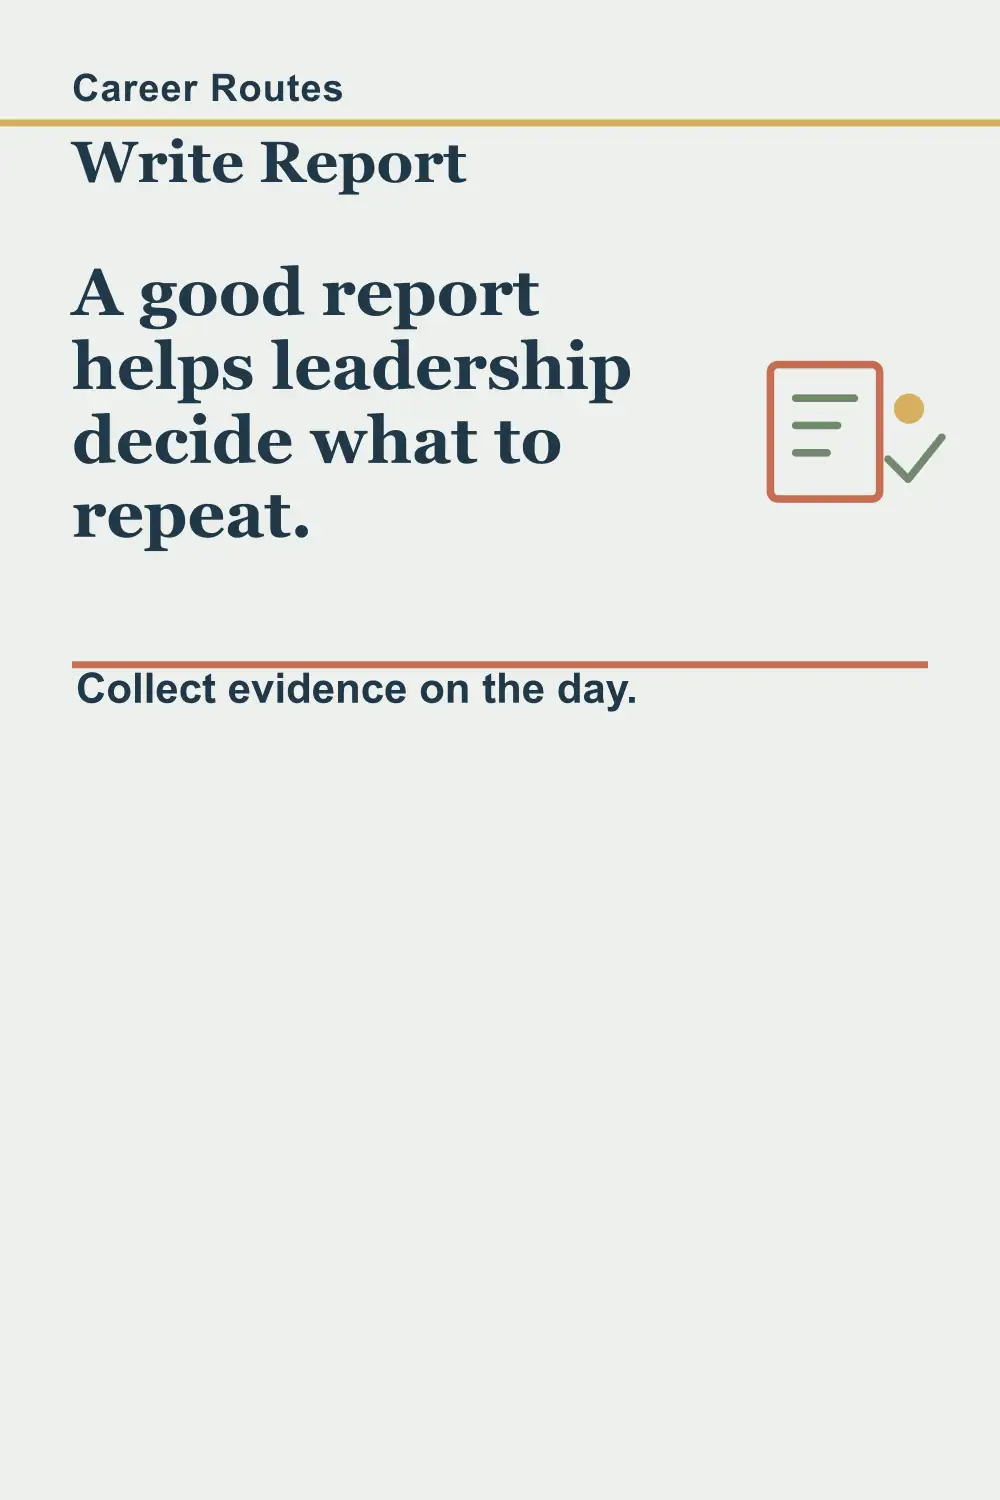 Career Routes
Write Report
A good report
helps leadership
decide what to
repeat.
Collect evidence on the day.